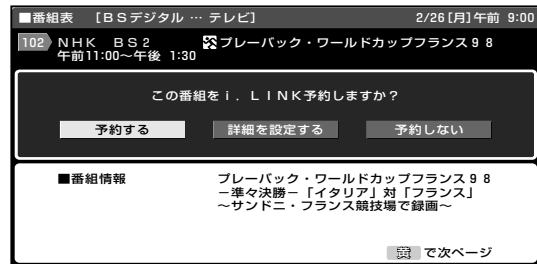 ■番組表 [BSデジタル … テレビ] 2/26[月]午前 9:00
102 NHK BS2 プレーバック・ワールドカップフランス98
午前11:00~午後 1:30
この番組をi.LINK予約しますか?
予約する 詳細を設定する 予約しない
■番組情報 プレーバック・ワールドカップフランス98
-準々決勝-「イタリア」対「フランス」
~サンドニ・フランス競技場で録画~
黄 で次ページ